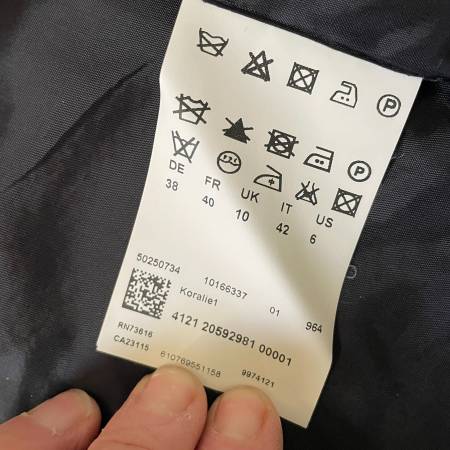 P
P
DE FR UK IT US
38 40 10 42 6
50250734 10166337 01 964
Koralie1
4121 20592981 00001
RN73616
CA23115 610769551158 9974121